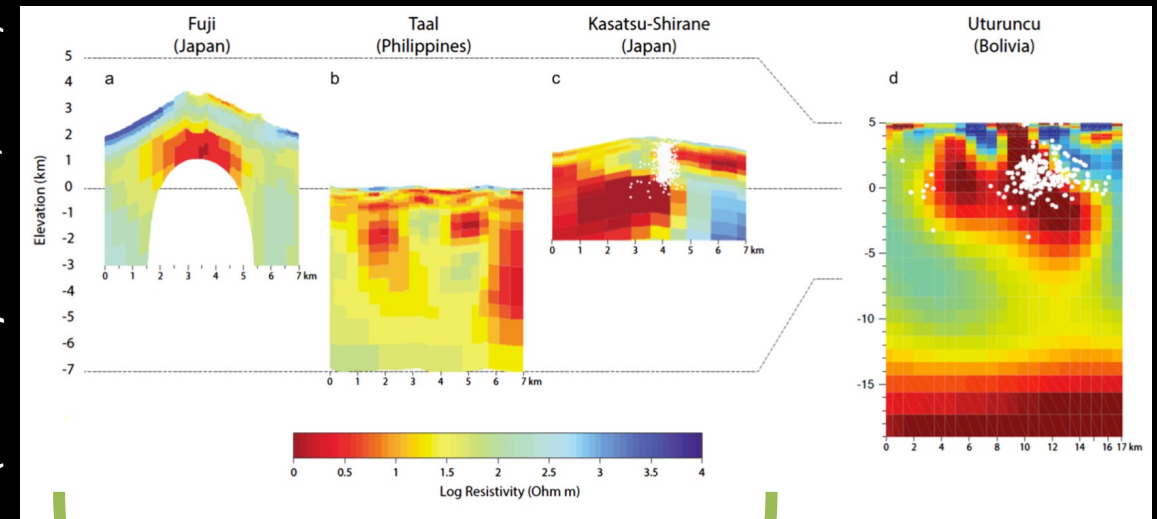 Fuji
(Japan)
Taal
(Philippines)
Kasatsu-Shirane
(Japan)
Uturuncu
(Bolivia)
a
b
c
d
Elevation (km)
5
4
3
2
1
0
-1
-2
-3
-4
-5
-6
-7
0 1 2 3 4 5 6 7 km
0 1 2 3 4 5 6 7 km
0 1 2 3 4 5 6 7 km
5
0
-5
-10
-15
0 2 4 6 8 10 12 14 16 17 km
0 0.5 1 1.5 2 2.5 3 3.5 4
Log Resistivity (Ohm m)